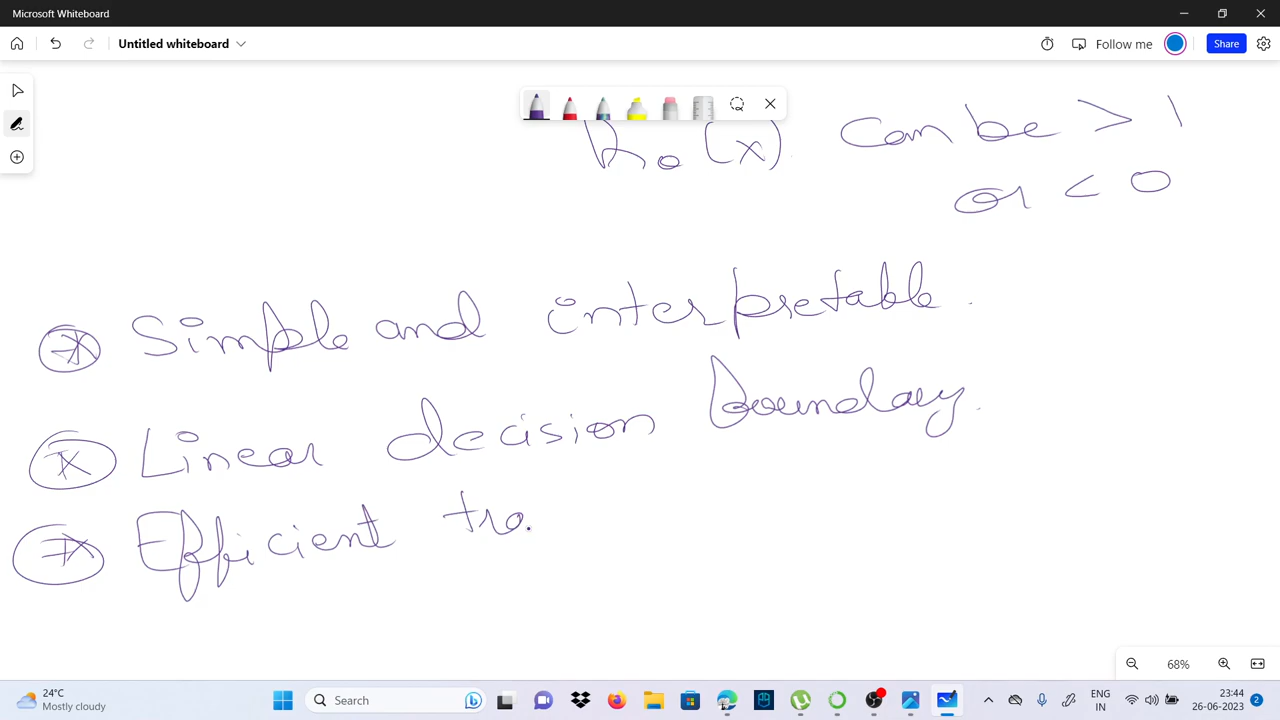 Microsoft Whiteboard
Untitled whiteboard
Follow me
Share
hθ(x) can be > 1
or < 0
Simple and interpretable.
Linear decision boundary.
Efficient tra
68%
24°C
Mostly cloudy
Search
ENG
IN
23:44
26-06-2023
2